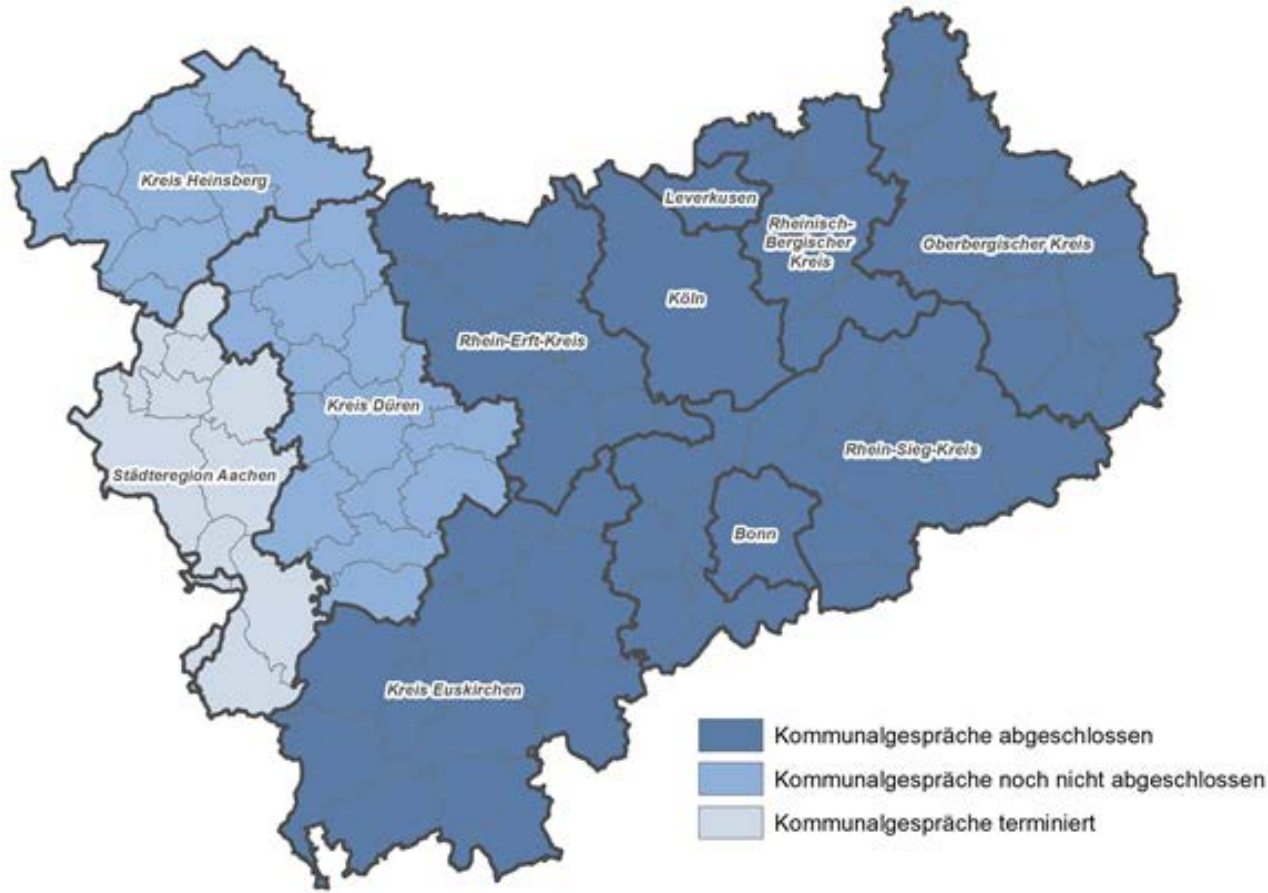 Kreis Heinsberg
Leverkusen
Rheinisch-
Bergischer
Kreis
Oberbergischer Kreis
Köln
Rhein-Erft-Kreis
Kreis Düren
Rhein-Sieg-Kreis
Städteregion Aachen
Bonn
Kreis Euskirchen
Kommunalgespräche abgeschlossen
Kommunalgespräche noch nicht abgeschlossen
Kommunalgespräche terminiert